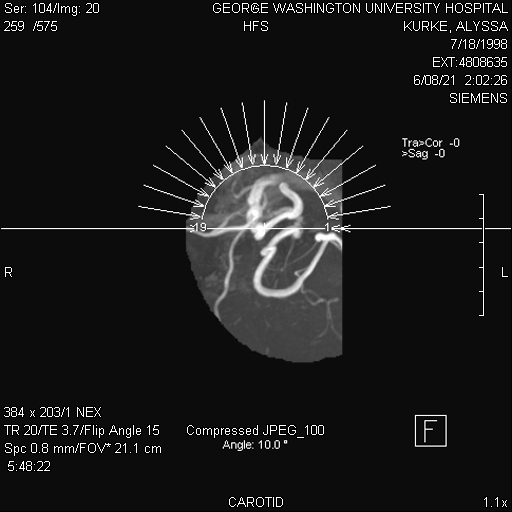 Ser: 104/Img: 20
259 /575
GEORGE WASHINGTON UNIVERSITY HOSPITAL
HFS
KURKE, ALYSSA
7/18/1998
EXT:4808635
6/08/21 2:02:26
SIEMENS
Tra>Cor -0
>Sag -0
19
1
R
L
384 x 203/1 NEX
TR 20/TE 3.7/Flip Angle 15
Spc 0.8 mm/FOV* 21.1 cm
5:48:22
Compressed JPEG_100
Angle: 10.0 °
F
CAROTID
1.1x